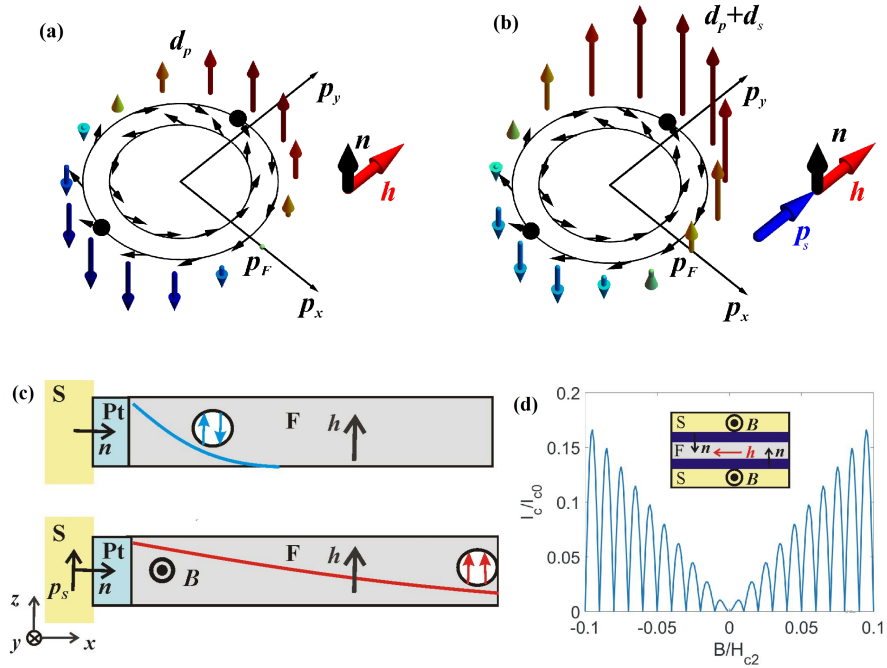 (a)
d_p
p_y
n
h
p_F
p_x
(b)
d_p+d_s
p_y
n
h
p_s
p_F
p_x
(c)
S
Pt
n
F
h
S
Pt
p_s
n
B
F
h
z
y
x
(d)
0.2
0.15
0.1
0.05
0
I_c/I_c0
S
B
F
n
h
n
S
B
-0.1
-0.05
0
0.05
0.1
B/H_c2